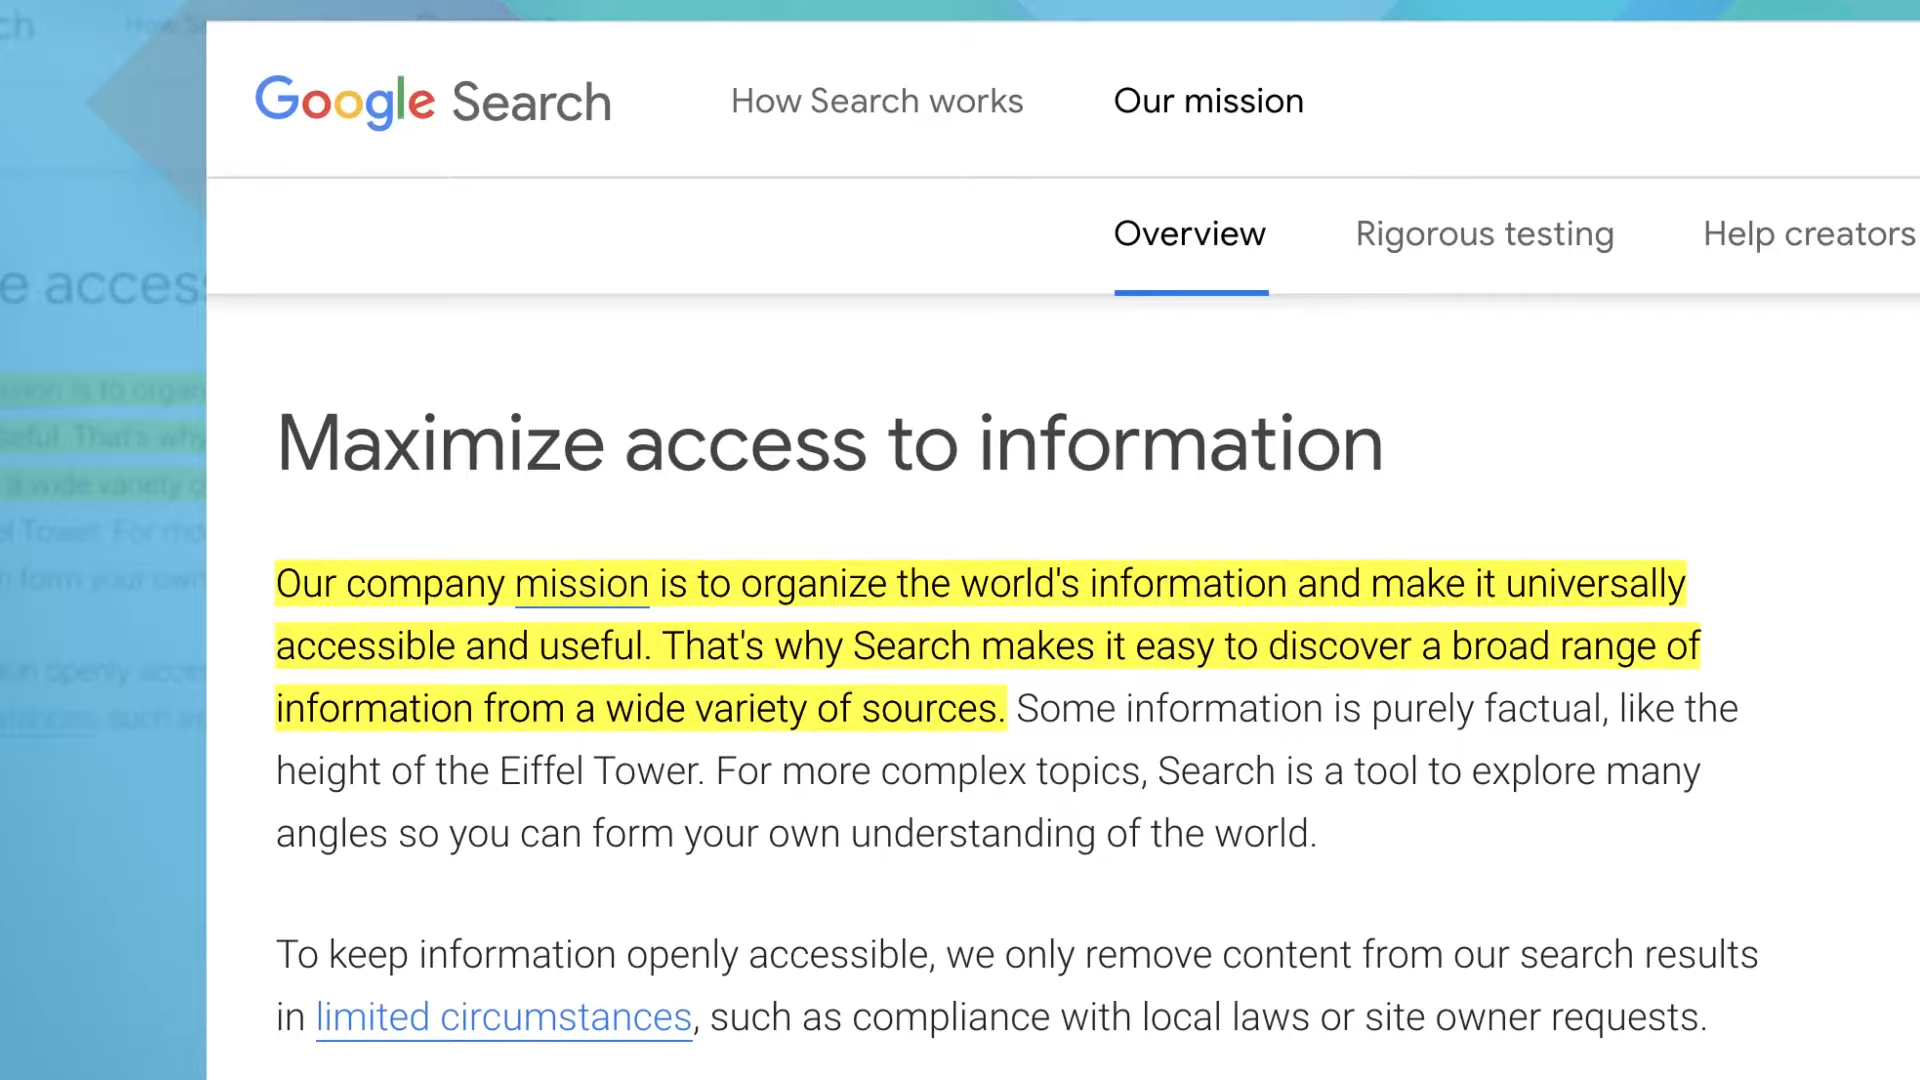 Google Search
How Search works
Our mission
Overview
Rigorous testing
Help creators
Maximize access to information
Our company mission is to organize the world's information and make it universally
accessible and useful. That's why Search makes it easy to discover a broad range of
information from a wide variety of sources. Some information is purely factual, like the
height of the Eiffel Tower. For more complex topics, Search is a tool to explore many
angles so you can form your own understanding of the world.
To keep information openly accessible, we only remove content from our search results
in limited circumstances, such as compliance with local laws or site owner requests.